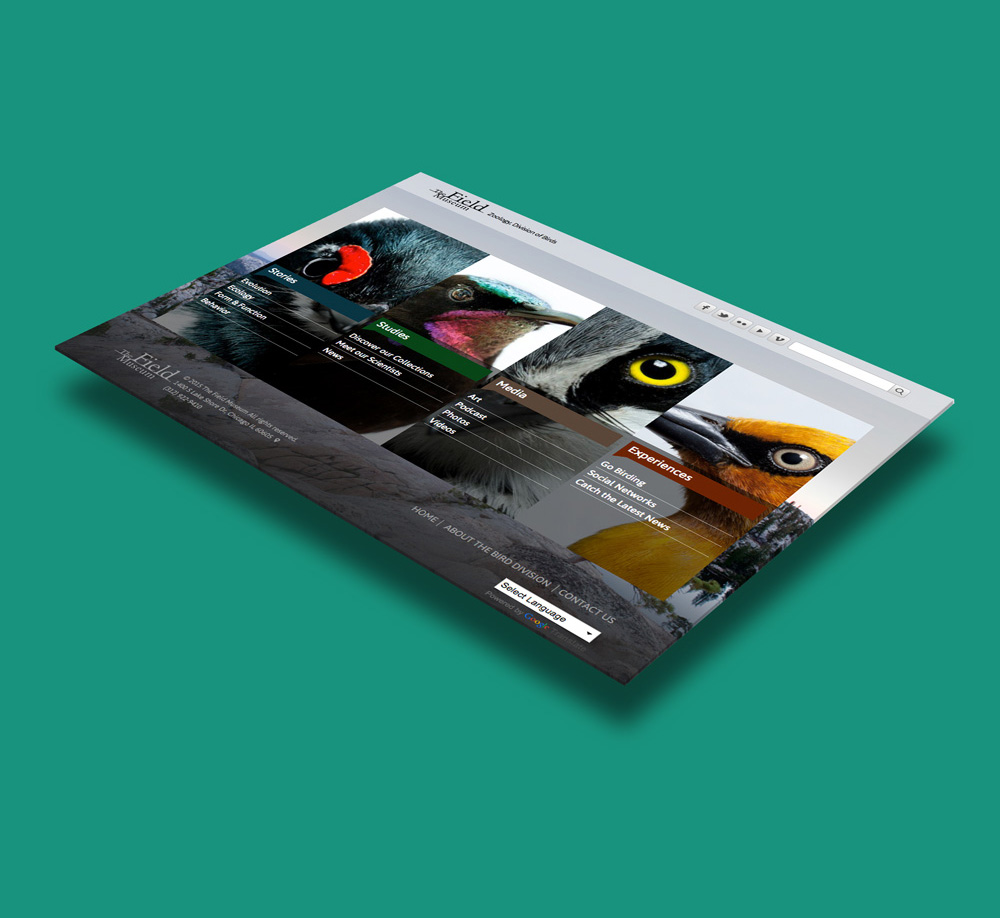 The Field
Museum
Zoology, Division of Birds
Stories
Evolution
Ecology
Form & Function
Behavior
Studies
Discover our Collections
Meet our Scientists
News
Media
Art
Podcast
Photos
Videos
Experiences
Go Birding
Social Networks
Catch the Latest News
The Field
Museum
© 2015 The Field Museum All rights reserved.
1400 S Lake Shore Dr, Chicago IL 60605
(312) 922-9410
HOME | ABOUT THE BIRD DIVISION | CONTACT US
Select Language
Powered by Google